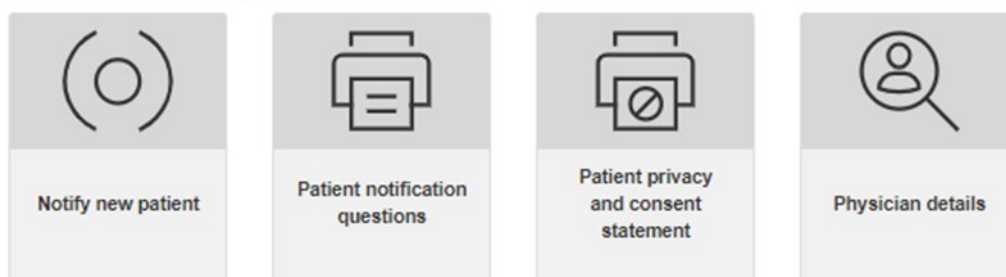 Notify new patient
Patient notification
questions
Patient privacy
and consent
statement
Physician details